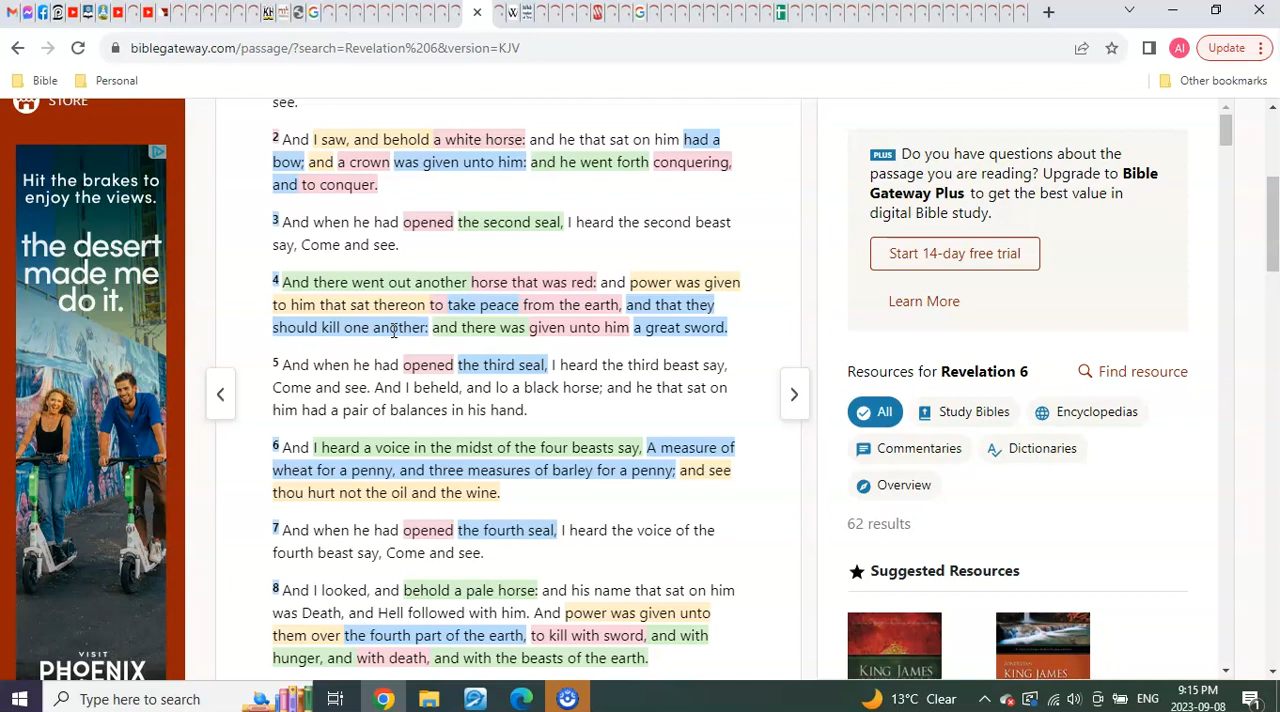 biblegateway.com/passage/?search=Revelation%206&version=KJV
AI
Update
Bible
Personal
Other bookmarks
STORE
Hit the brakes to
enjoy the views.
the desert
made me
do it.
VISIT
PHOENIX
see.
2 And I saw, and behold a white horse: and he that sat on him had a
bow; and a crown was given unto him: and he went forth conquering,
and to conquer.
3 And when he had opened the second seal, I heard the second beast
say, Come and see.
4 And there went out another horse that was red: and power was given
to him that sat thereon to take peace from the earth, and that they
should kill one another: and there was given unto him a great sword.
5 And when he had opened the third seal, I heard the third beast say,
Come and see. And I beheld, and lo a black horse; and he that sat on
him had a pair of balances in his hand.
6 And I heard a voice in the midst of the four beasts say, A measure of
wheat for a penny, and three measures of barley for a penny; and see
thou hurt not the oil and the wine.
7 And when he had opened the fourth seal, I heard the voice of the
fourth beast say, Come and see.
8 And I looked, and behold a pale horse: and his name that sat on him
was Death, and Hell followed with him. And power was given unto
them over the fourth part of the earth, to kill with sword, and with
hunger, and with death, and with the beasts of the earth.
PLUS Do you have questions about the
passage you are reading? Upgrade to Bible
Gateway Plus to get the best value in
digital Bible study.
Start 14-day free trial
Learn More
Resources for Revelation 6 Find resource
All Study Bibles Encyclopedias
Commentaries Dictionaries
Overview
62 results
Suggested Resources
KING JAMES
KING JAMES
Type here to search
13°C Clear
ENG
9:15 PM
2023-09-08
1